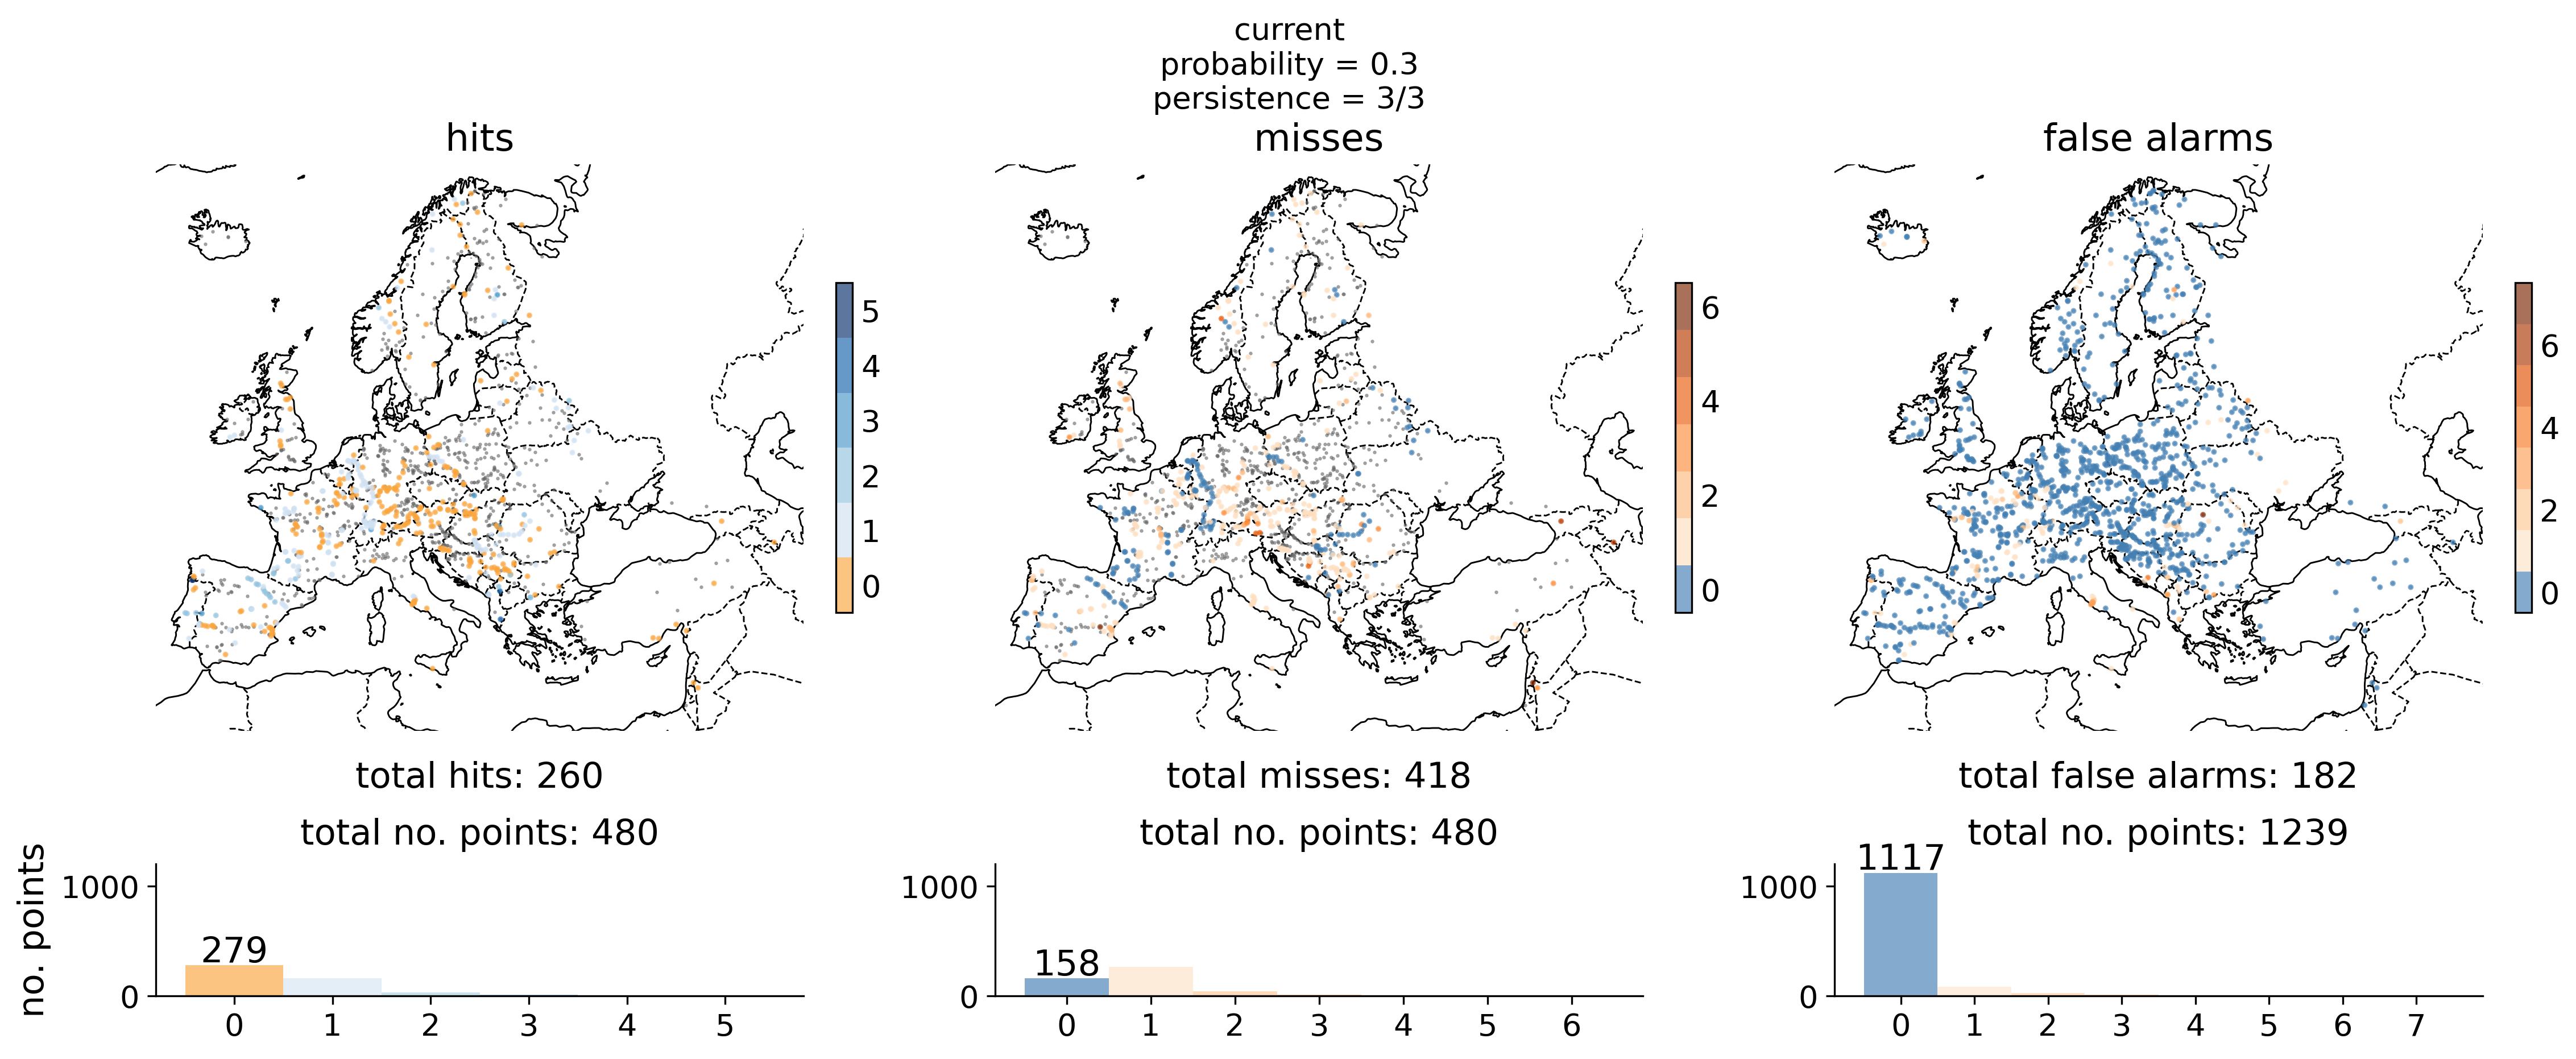 current
probability = 0.3
persistence = 3/3
hits
misses
false alarms
5
4
3
2
1
0
6
4
2
0
6
4
2
0
total hits: 260
total misses: 418
total false alarms: 182
total no. points: 480
total no. points: 480
total no. points: 1239
no. points
1000
0
279
0 1 2 3 4 5
1000
0
158
0 1 2 3 4 5 6
1000
0
1117
0 1 2 3 4 5 6 7